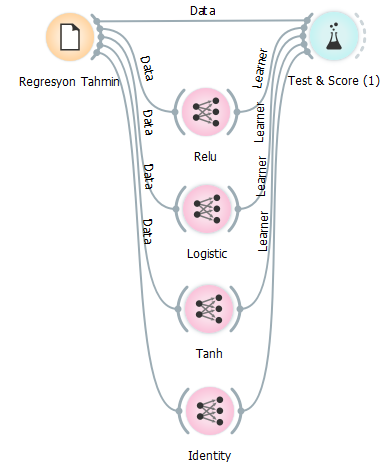 Data
Regresyon Tahmin
Test & Score (1)
Data
Learner
Relu
Data
Learner
Logistic
Data
Learner
Tanh
Data
Learner
Identity